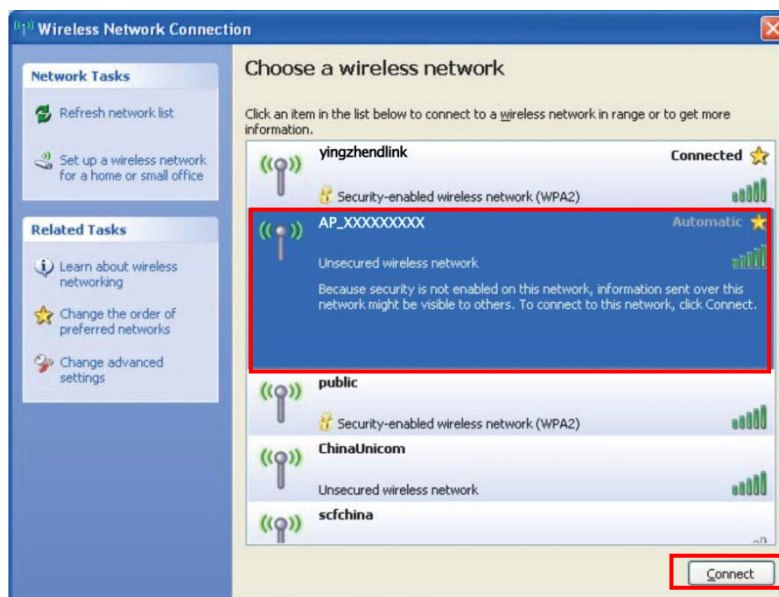 Wireless Network Connection
Network Tasks
Refresh network list
Set up a wireless network
for a home or small office
Related Tasks
Learn about wireless
networking
Change the order of
preferred networks
Change advanced
settings
Choose a wireless network
Click an item in the list below to connect to a wireless network in range or to get more
information.
yingzhendlink
Connected
Security-enabled wireless network (WPA2)
AP_XXXXXXXXX
Automatic
Unsecured wireless network
Because security is not enabled on this network, information sent over this
network might be visible to others. To connect to this network, click Connect.
public
Security-enabled wireless network (WPA2)
ChinaUnicom
Unsecured wireless network
scfchina
Connect